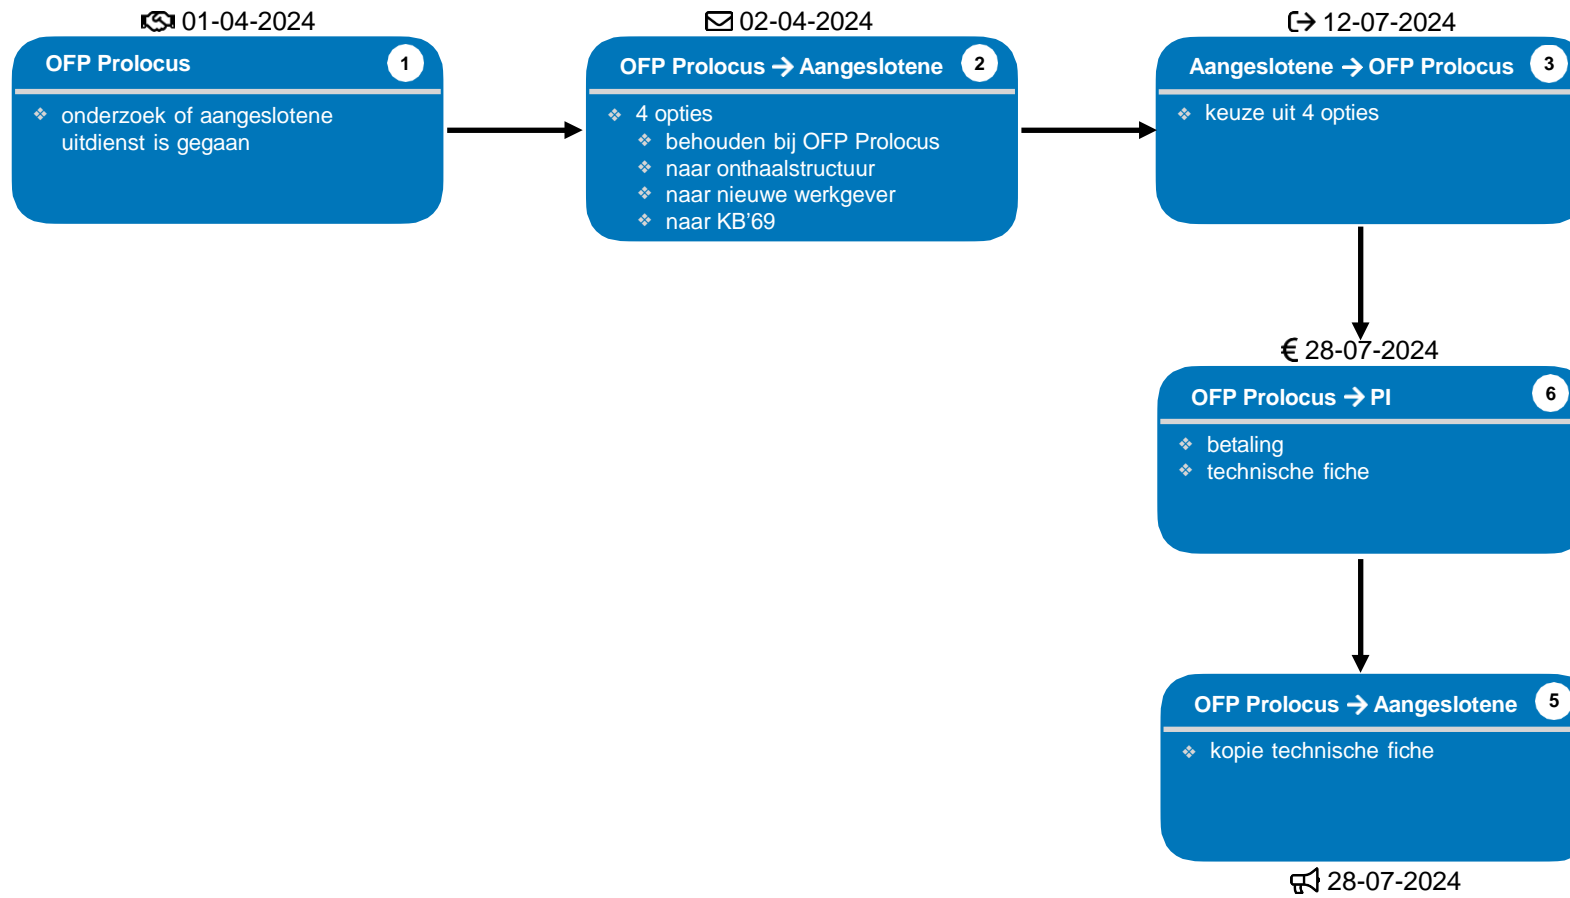 01-04-2024
OFP Prolocus 1
❖ onderzoek of aangeslotene
uitdienst is gegaan
02-04-2024
OFP Prolocus → Aangeslotene 2
❖ 4 opties
❖ behouden bij OFP Prolocus
❖ naar onthaalstructuur
❖ naar nieuwe werkgever
❖ naar KB’69
12-07-2024
Aangeslotene → OFP Prolocus 3
❖ keuze uit 4 opties
€ 28-07-2024
OFP Prolocus → PI 6
❖ betaling
❖ technische fiche
OFP Prolocus → Aangeslotene 5
❖ kopie technische fiche
28-07-2024